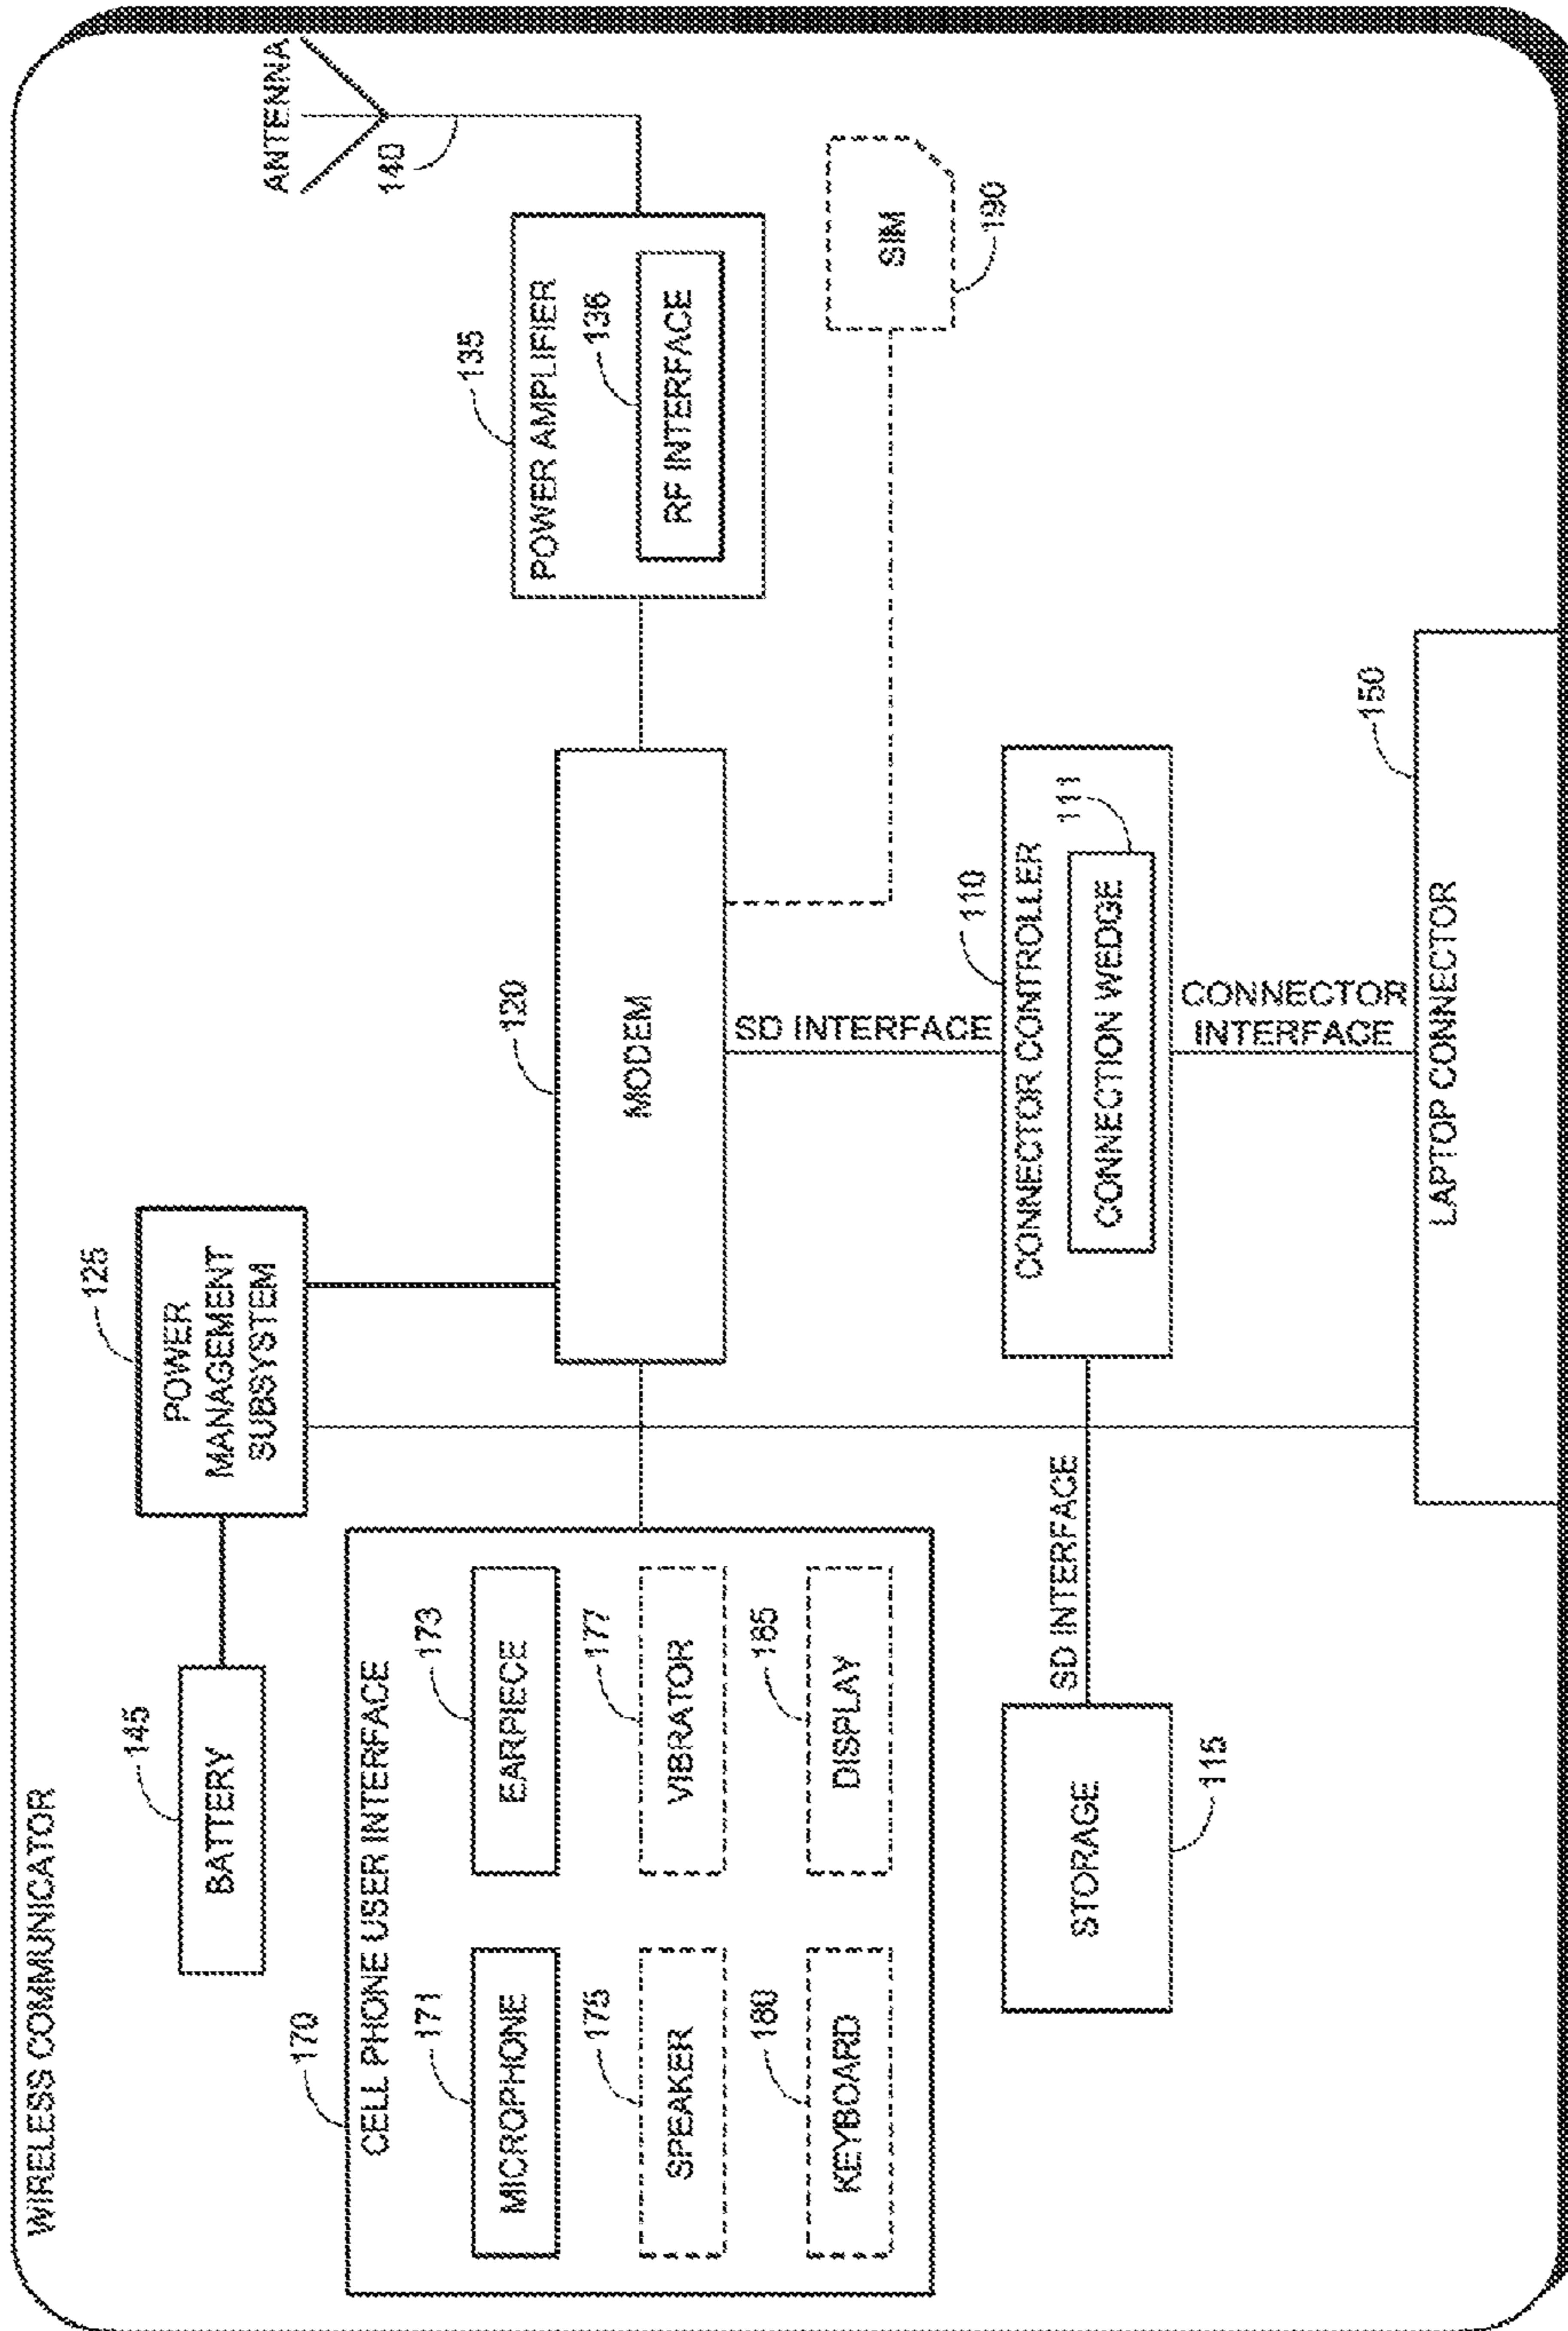 WIRELESS COMMUNICATOR
145
BATTERY
125
POWER
MANAGEMENT
SUBSYSTEM
ANTENNA
140
170
CELL PHONE USER INTERFACE
171
MICROPHONE
173
EARPIECE
175
SPEAKER
177
VIBRATOR
180
KEYBOARD
185
DISPLAY
120
MODEM
135
POWER AMPLIFIER
136
RF INTERFACE
SIM
190
SD INTERFACE
110
CONNECTOR CONTROLLER
111
CONNECTION WEDGE
STORAGE
115
SD INTERFACE
CONNECTOR
INTERFACE
150
LAPTOP CONNECTOR